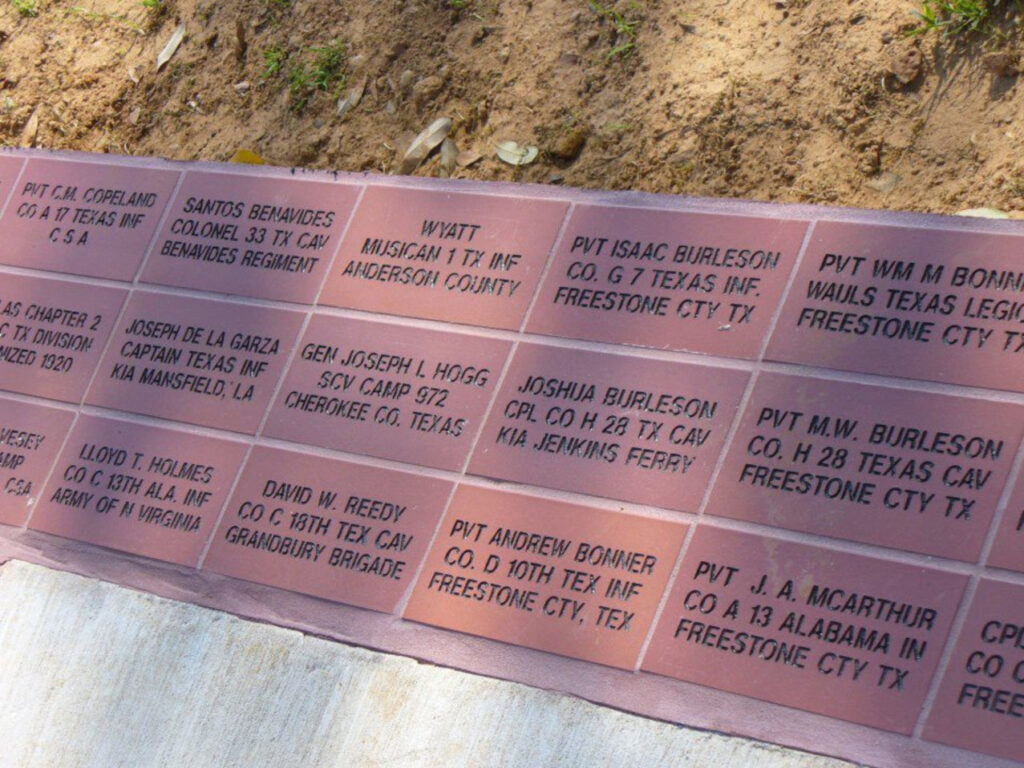 PVT C.M. COPELAND
CO A 17 TEXAS INF
C S A
SANTOS BENAVIDES
COLONEL 33 TX CAV
BENAVIDES REGIMENT
WYATT
MUSICAN 1 TX INF
ANDERSON COUNTY
PVT ISAAC BURLESON
CO. G 7 TEXAS INF.
FREESTONE CTY TX
PVT WM M BONN
WAULS TEXAS LEGI
FREESTONE CTY TX
CHAPTER 2
C TX DIVISION
1920
JOSEPH DE LA GARZA
CAPTAIN TEXAS INF
KIA MANSFIELD, LA
GEN JOSEPH L HOGG
SCV CAMP 972
CHEROKEE CO. TEXAS
JOSHUA BURLESON
CPL CO H 28 TX CAV
KIA JENKINS FERRY
PVT M.W. BURLESON
CO. H 28 TEXAS CAV
FREESTONE CTY TX
CSA
LLOYD T. HOLMES
CO C 13TH ALA. INF
ARMY OF N VIRGINIA
DAVID W. REEDY
CO C 18TH TEX CAV
GRANDBURY BRIGADE
PVT ANDREW BONNER
CO. D 10TH TEX INF
FREESTONE CTY, TEX
PVT J. A. MCARTHUR
CO A 13 ALABAMA IN
FREESTONE CTY TX
CPL
CO C
FREE